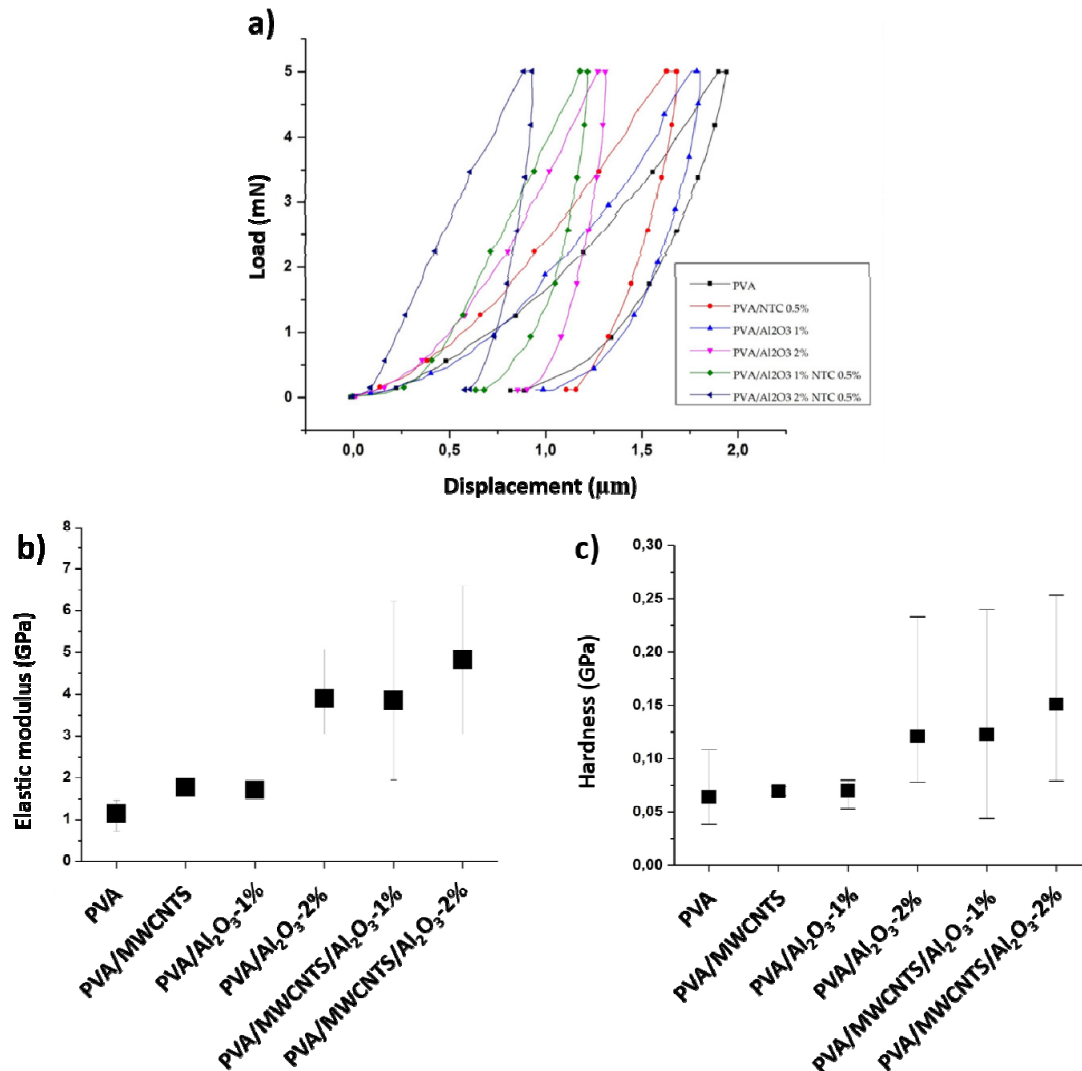 a)
5
4
3
2
1
0
Load (mN)
PVA
PVA/NTC 0.5%
PVA/Al2O3 1%
PVA/Al2O3 2%
PVA/Al2O3 1% NTC 0.5%
PVA/Al2O3 2% NTC 0.5%
0,0 0,5 1,0 1,5 2,0
Displacement (µm)
b)
8
7
6
5
4
3
2
1
0
Elastic modulus (GPa)
PVA
PVA/MWCNTS
PVA/Al₂O₃-1%
PVA/Al₂O₃-2%
PVA/MWCNTS/Al₂O₃-1%
PVA/MWCNTS/Al₂O₃-2%
c)
0,30
0,25
0,20
0,15
0,10
0,05
0,00
Hardness (GPa)
PVA
PVA/MWCNTS
PVA/Al₂O₃-1%
PVA/Al₂O₃-2%
PVA/MWCNTS/Al₂O₃-1%
PVA/MWCNTS/Al₂O₃-2%